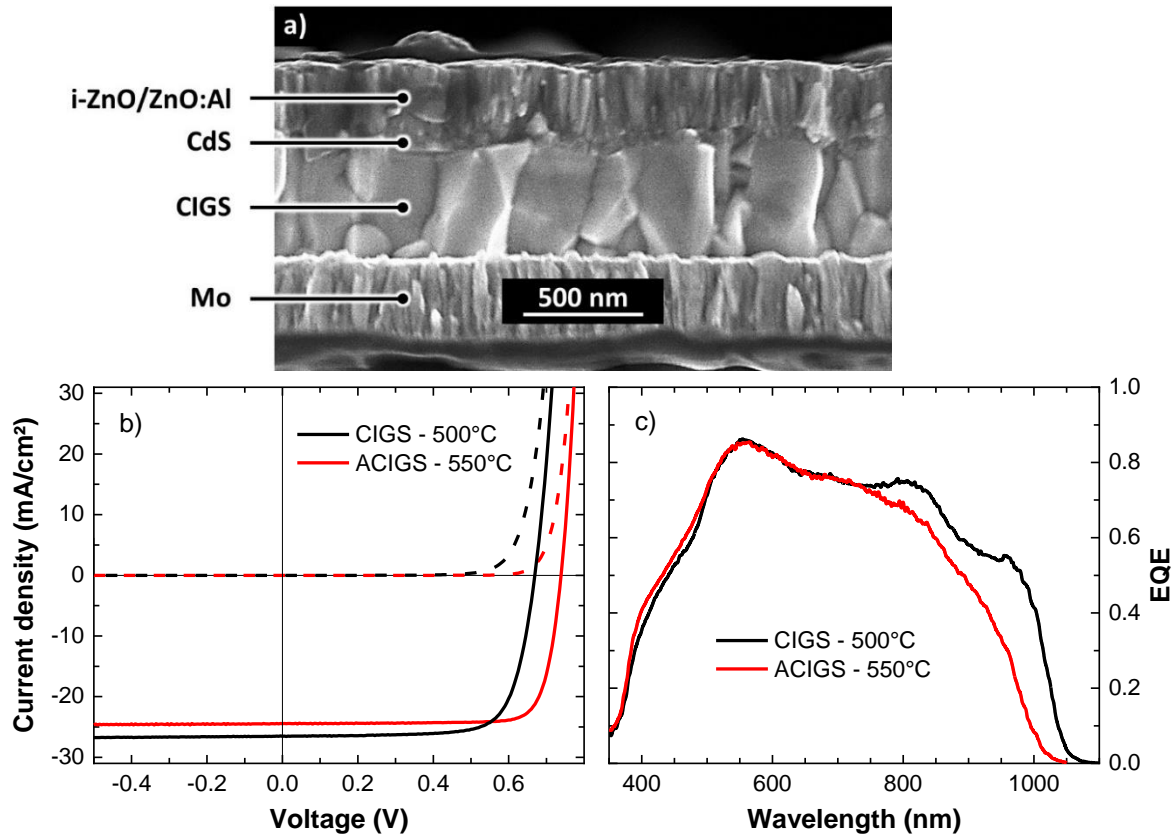 a)
i-ZnO/ZnO:Al
CdS
CIGS
Mo
500 nm
b)
CIGS - 500°C
ACIGS - 550°C
Current density (mA/cm²)
30
20
10
0
-10
-20
-30
-0.4
-0.2
0.0
0.2
0.4
0.6
Voltage (V)
c)
CIGS - 500°C
ACIGS - 550°C
1.0
0.8
0.6
0.4
0.2
0.0
EQE
400
600
800
1000
Wavelength (nm)